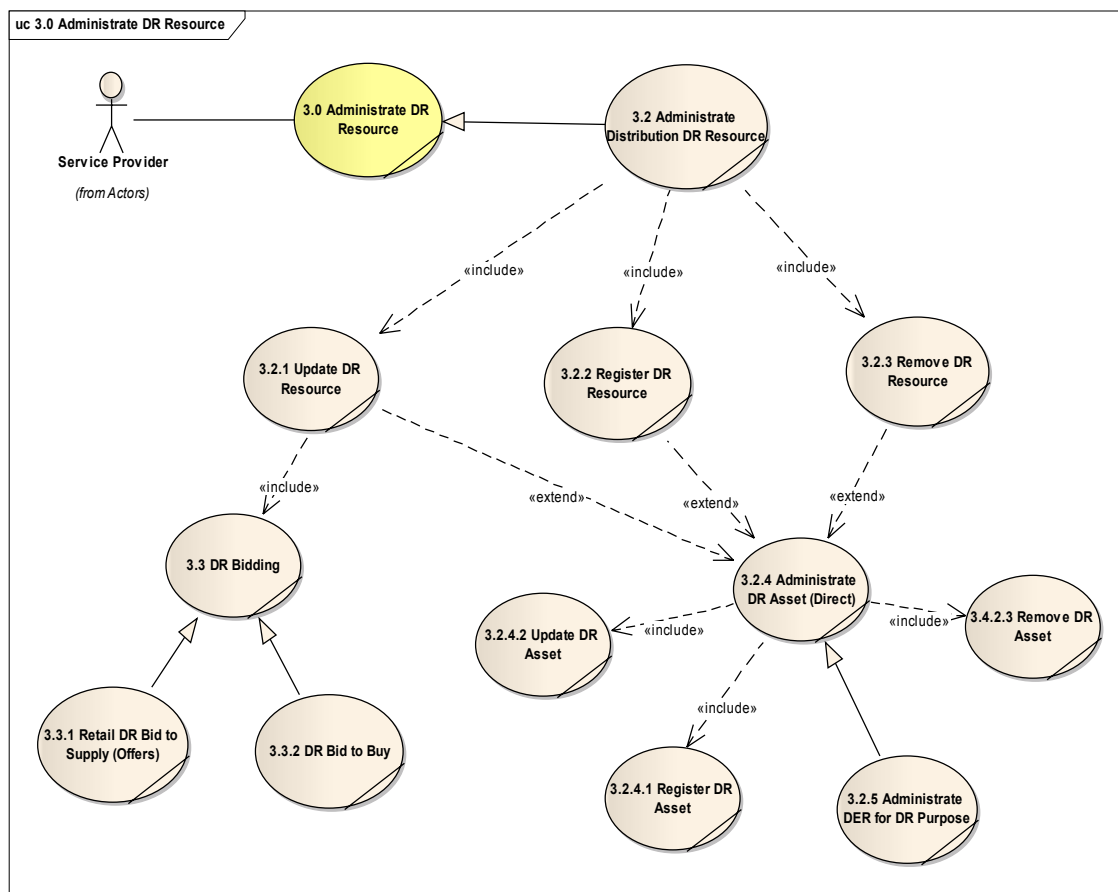 uc 3.0 Administrate DR Resource
Service Provider
(from Actors)
3.0 Administrate DR
Resource
3.2 Administrate
Distribution DR Resource
«include»
«include»
«include»
3.2.1 Update DR
Resource
3.2.2 Register DR
Resource
3.2.3 Remove DR
Resource
«include»
«extend»
«extend»
«extend»
3.3 DR Bidding
3.2.4 Administrate
DR Asset (Direct)
3.2.4.2 Update DR
Asset
«include»
«include»
3.4.2.3 Remove DR
Asset
«include»
3.3.1 Retail DR Bid to
Supply (Offers)
3.3.2 DR Bid to Buy
3.2.4.1 Register DR
Asset
3.2.5 Administrate
DER for DR Purpose